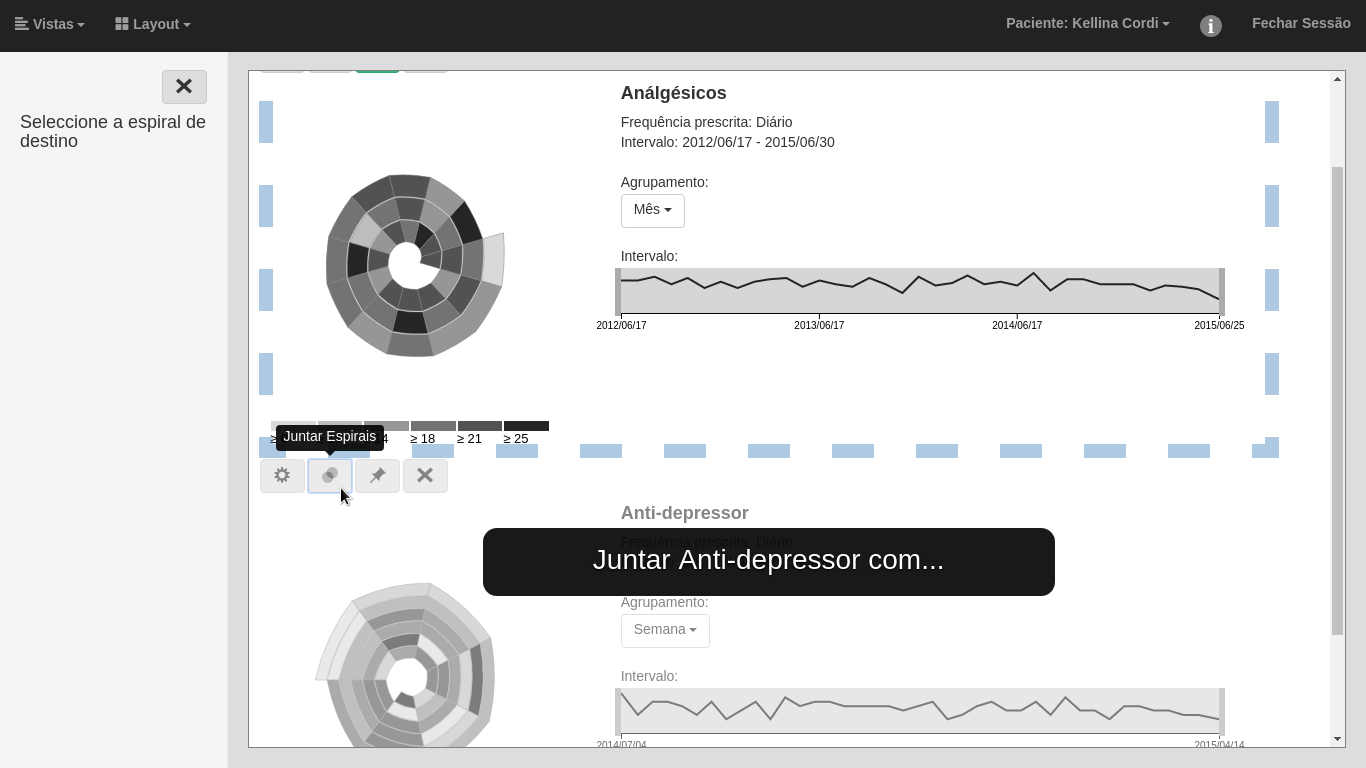 Vistas
Layout
Paciente: Kellina Cordi
Fechar Sessão
Seleccione a espiral de
destino
Análgésicos
Frequência prescrita: Diário
Intervalo: 2012/06/17 - 2015/06/30
Agrupamento:
Mês
Intervalo:
2012/06/17
2013/06/17
2014/06/17
2015/06/25
Juntar Espirais
≥ 18
≥ 21
≥ 25
Anti-depressor
Frequência prescrita: Diário
Juntar Anti-depressor com...
Agrupamento:
Semana
Intervalo:
2014/07/04
2015/04/14